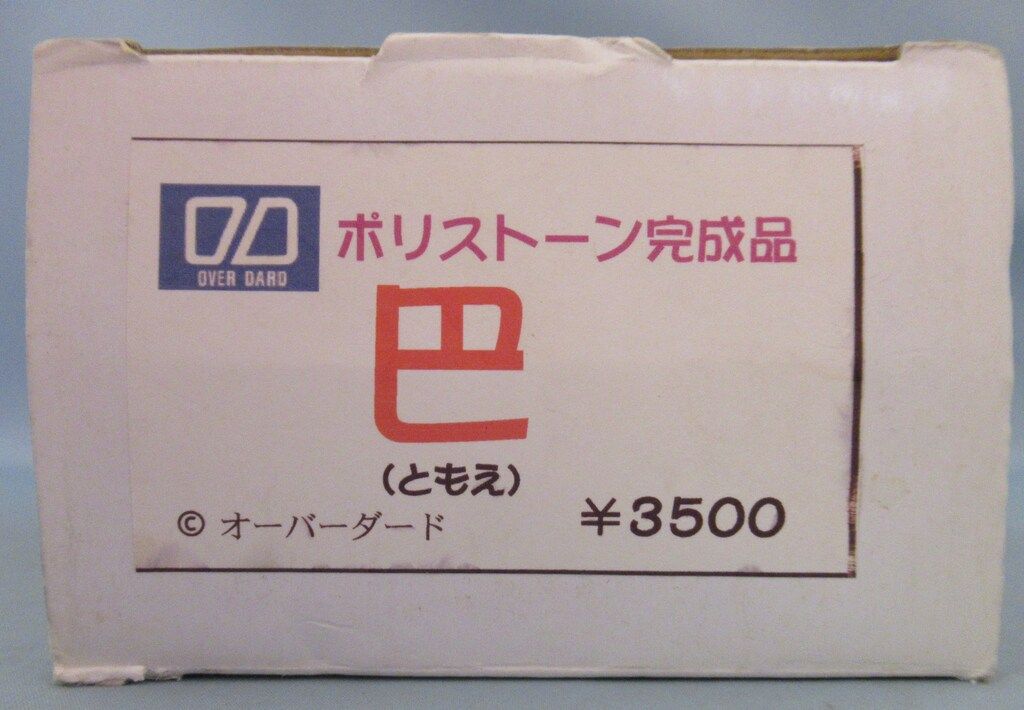 OVER DARD
ポリストーン完成品
巴
(ともえ)
© オーバーダード
￥3500